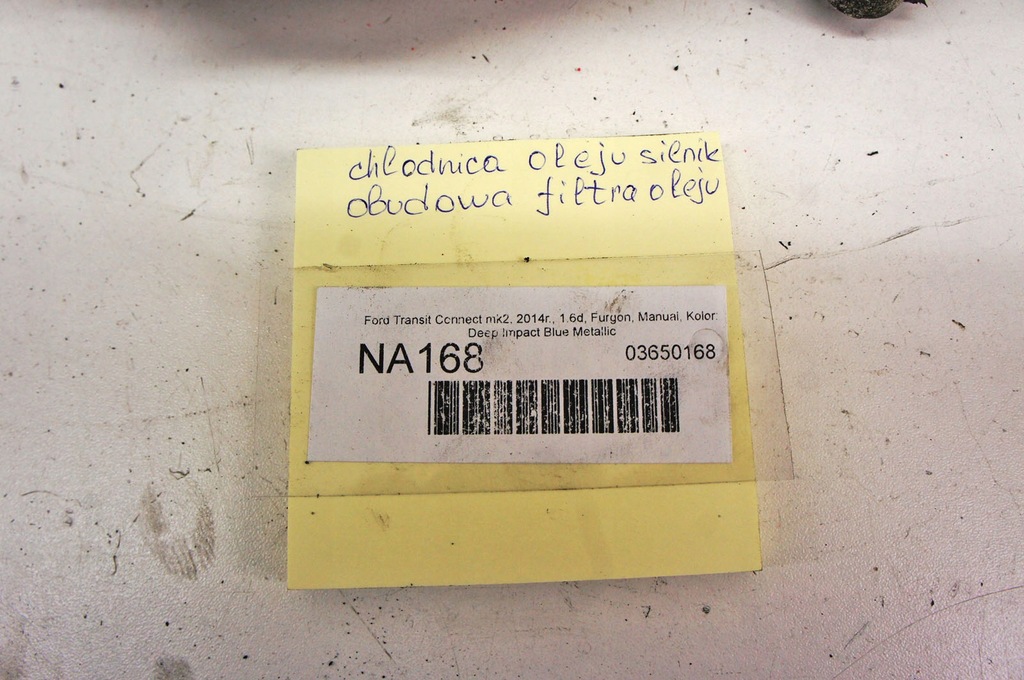 chlodnica oleju silnik
obudowa filtra oleju
Ford Transit Connect mk2, 2014r., 1.6d, Furgon, Manual, Kolor:
Deep Impact Blue Metallic
NA168 03650168